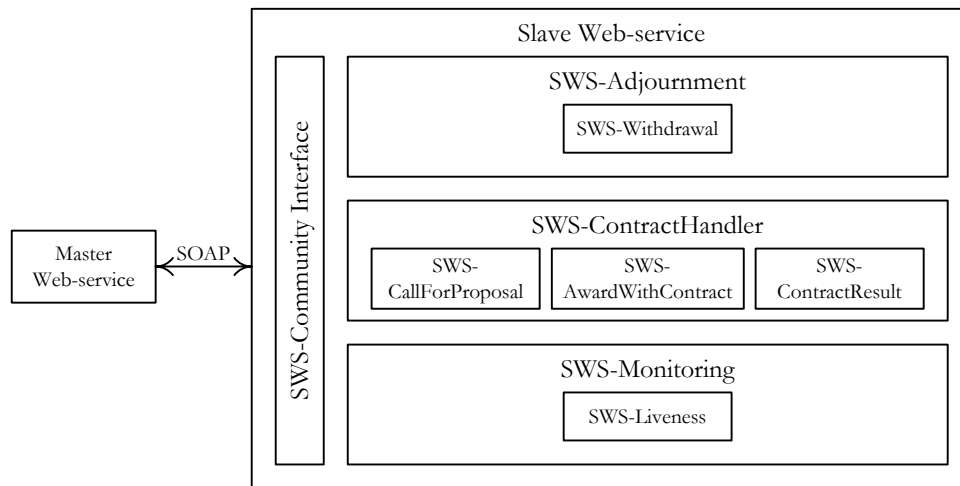 Slave Web-service
SWS-Community Interface
SWS-Adjournment
SWS-Withdrawal
Master
Web-service
SOAP
SWS-ContractHandler
SWS-
CallForProposal
SWS-
AwardWithContract
SWS-
ContractResult
SWS-Monitoring
SWS-Liveness